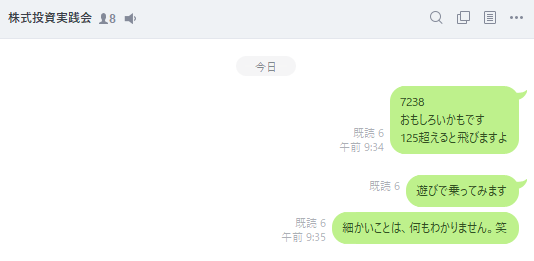 株式投資実践会 8
今日
7238
おもしろいかもです
125超えると飛びますよ
既読 6
午前 9:34
遊びで乗ってみます
既読 6
細かいことは、何もわかりません。笑
既読 6
午前 9:35